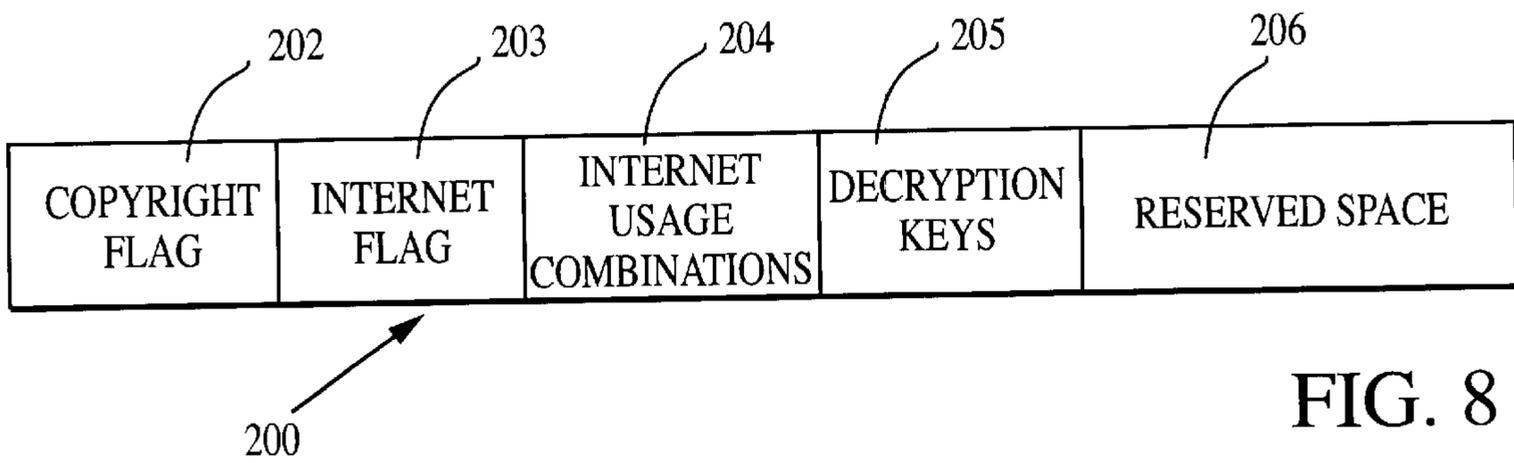 202
203
204
205
206
COPYRIGHT
FLAG
INTERNET
FLAG
INTERNET
USAGE
COMBINATIONS
DECRYPTION
KEYS
RESERVED SPACE
200
FIG. 8